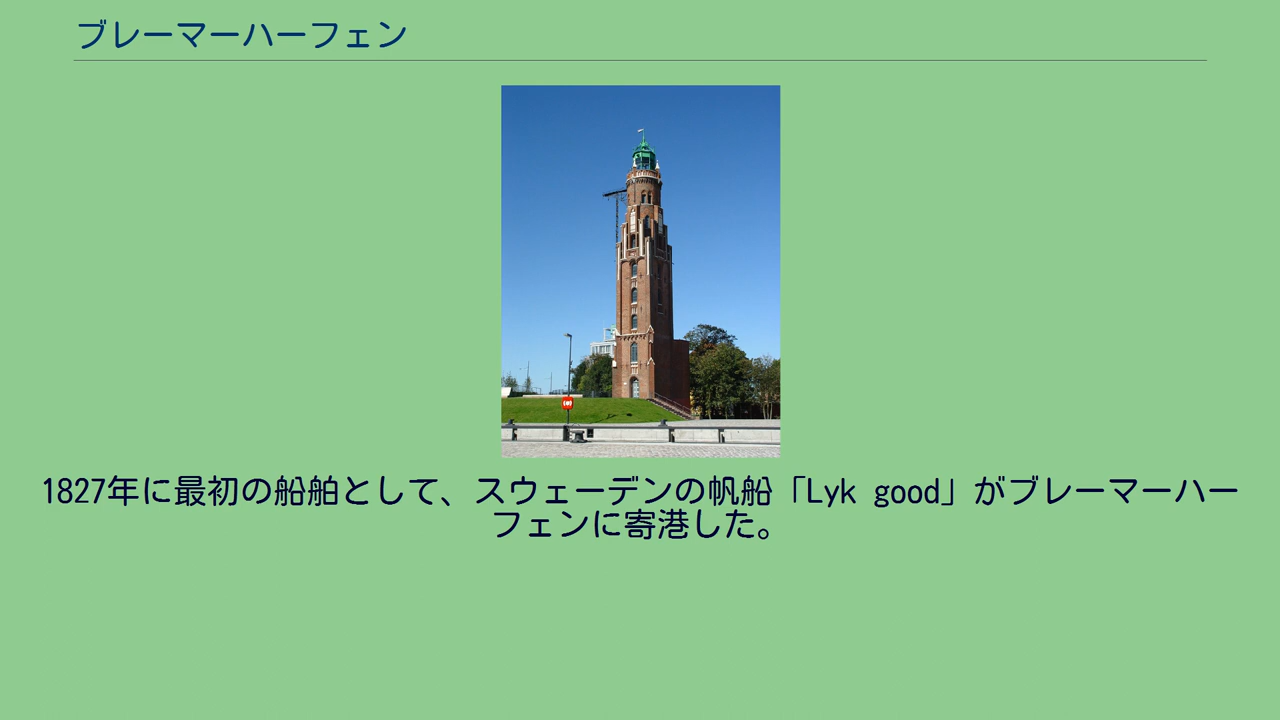 ブレーマーハーフェン
1827年に最初の船舶として、スウェーデンの帆船「Lyk good」がブレーマーハー
フェンに寄港した。